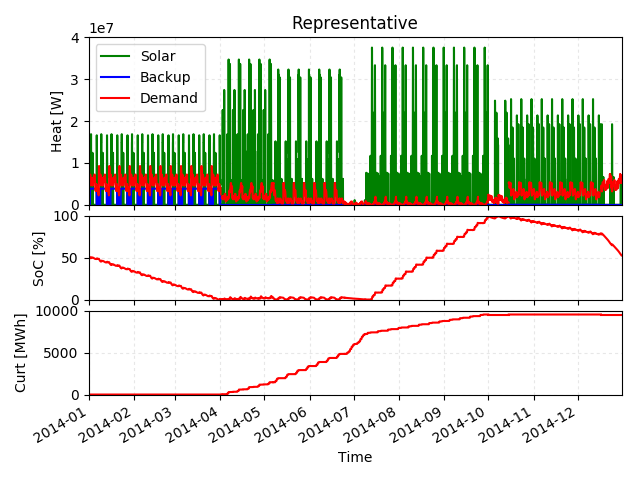 Representative
1e7
4
3
2
1
0
Heat [W]
Solar
Backup
Demand
100
50
0
SoC [%]
10000
5000
0
Curt [MWh]
2014-01
2014-02
2014-03
2014-04
2014-05
2014-06
2014-07
2014-08
2014-09
2014-10
2014-11
2014-12
Time